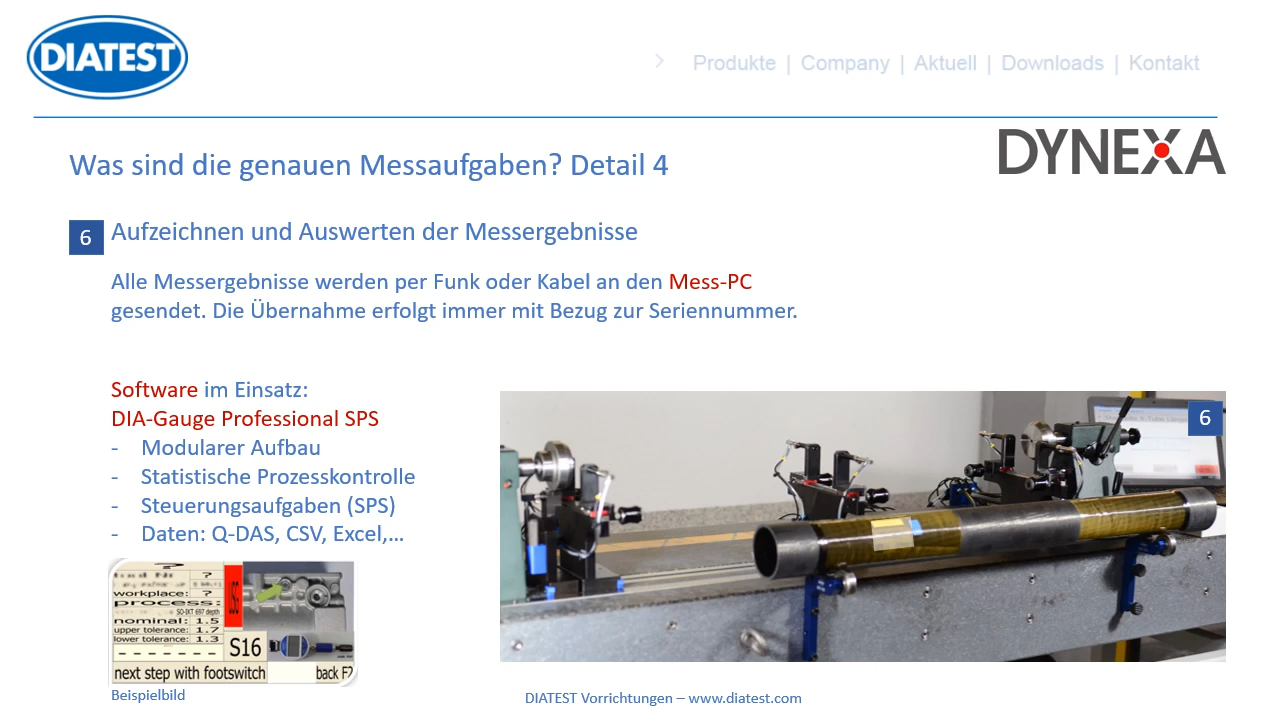 DIATEST
Produkte | Company | Aktuell | Downloads | Kontakt
DYNEXA
Was sind die genauen Messaufgaben? Detail 4
6 Aufzeichnen und Auswerten der Messergebnisse
Alle Messergebnisse werden per Funk oder Kabel an den Mess-PC
gesendet. Die Übernahme erfolgt immer mit Bezug zur Seriennummer.
Software im Einsatz:
DIA-Gauge Professional SPS
- Modularer Aufbau
- Statistische Prozesskontrolle
- Steuerungsaufgaben (SPS)
- Daten: Q-DAS, CSV, Excel,...
6
?
?
workplace: ?
process:
SO-IKT 697 depth
nominal: 1.5
upper tolerance: 1.7
lower tolerance: 1.3
- - - - - - S16
next step with footswitch back F?
Beispielbild
DIATEST Vorrichtungen – www.diatest.com